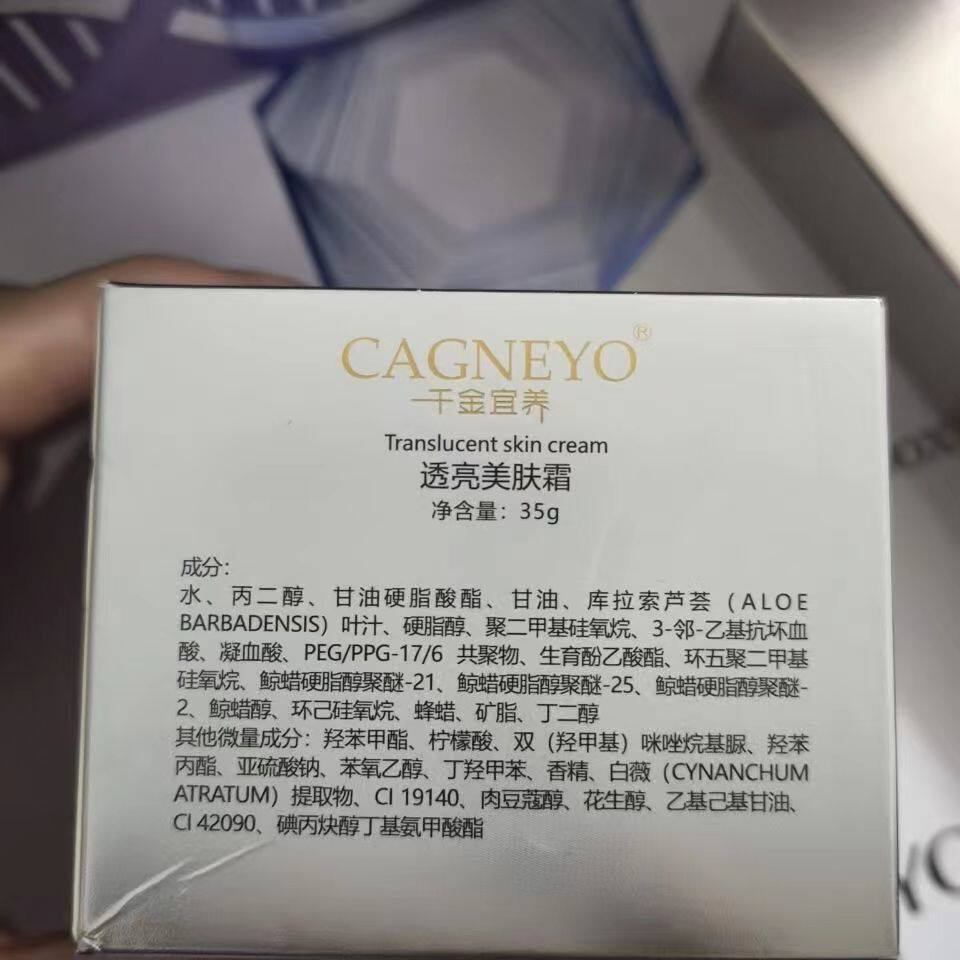 CAGNEYO®
千金宜养
Translucent skin cream
透亮美肤霜
净含量：35g
成分：
水、丙二醇、甘油硬脂酸酯、甘油、库拉索芦荟（ALOE
BARBADENSIS）叶汁、硬脂醇、聚二甲基硅氧烷、3-邻-乙基抗坏血
酸、凝血酸、PEG/PPG-17/6 共聚物、生育酚乙酸酯、环五聚二甲基
硅氧烷、鲸蜡硬脂醇聚醚-21、鲸蜡硬脂醇聚醚-25、鲸蜡硬脂醇聚醚-
2、鲸蜡醇、环己硅氧烷、蜂蜡、矿脂、丁二醇
其他微量成分：羟苯甲酯、柠檬酸、双（羟甲基）咪唑烷基脲、羟苯
丙酯、亚硫酸钠、苯氧乙醇、丁羟甲苯、香精、白薇（CYNANCHUM
ATRATUM）提取物、CI 19140、肉豆蔻醇、花生醇、乙基己基甘油、
CI 42090、碘丙炔醇丁基氨甲酸酯